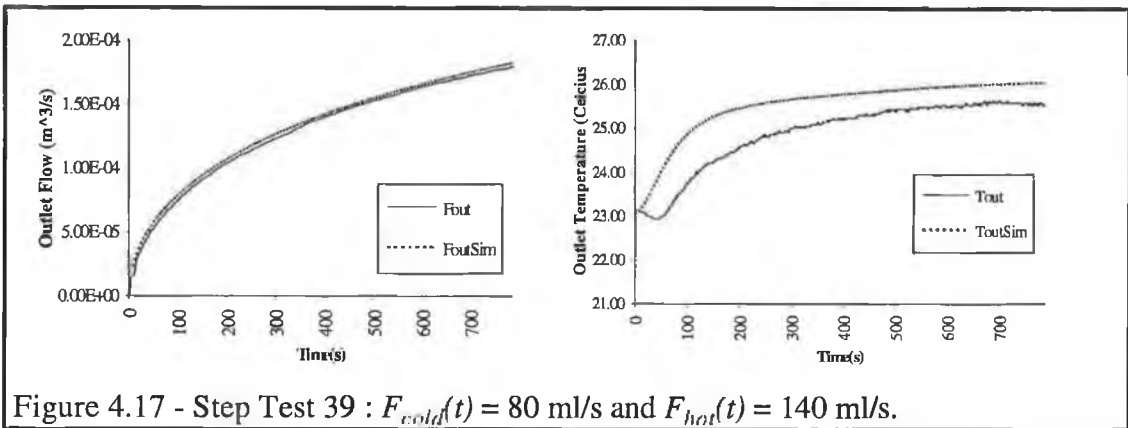 2.00E-04
1.50E-04
1.00E-04
5.00E-05
0.00E+00
Outlet Flow (m^3/s)
0
100
200
300
400
500
600
700
Time(s)
Fout
FoutSim
27.00
26.00
25.00
24.00
23.00
22.00
21.00
Outlet Temperature (Celcius
0
100
200
300
400
500
600
700
Time(s)
Tout
ToutSim
Figure 4.17 - Step Test 39 : F_cold(t) = 80 ml/s and F_hot(t) = 140 ml/s.